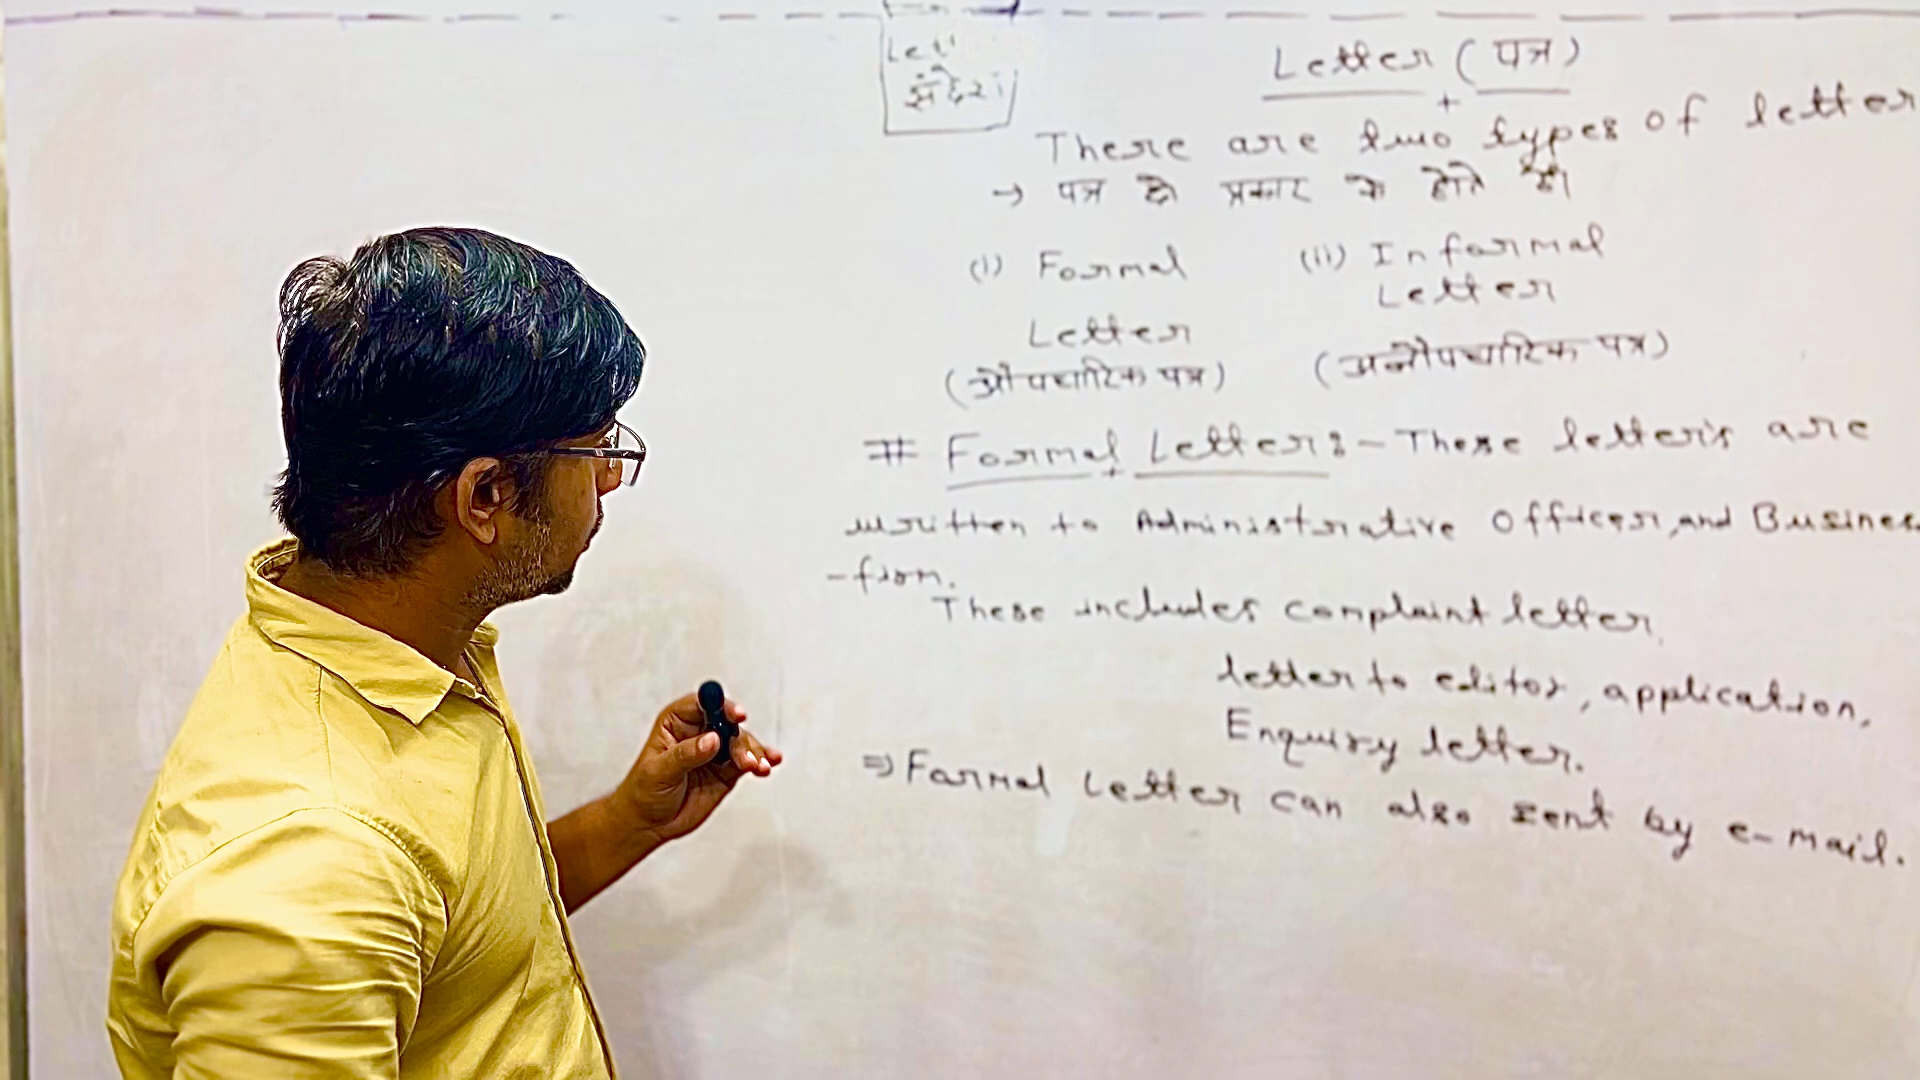 संदेश
Letter (पत्र)
There are two types of letter
→ पत्र दो प्रकार के होते हैं।
(i) Formal (ii) Informal
Letter
Letter
(औपचारिक पत्र) (अनौपचारिक पत्र)
# Formal Letters - These letter's are
written to Administrative Officer, and Business
-firm.
These includes complaint letter,
letter to editor, application,
Enquiry letter.
⇒ Formal Letter can also sent by e-mail.